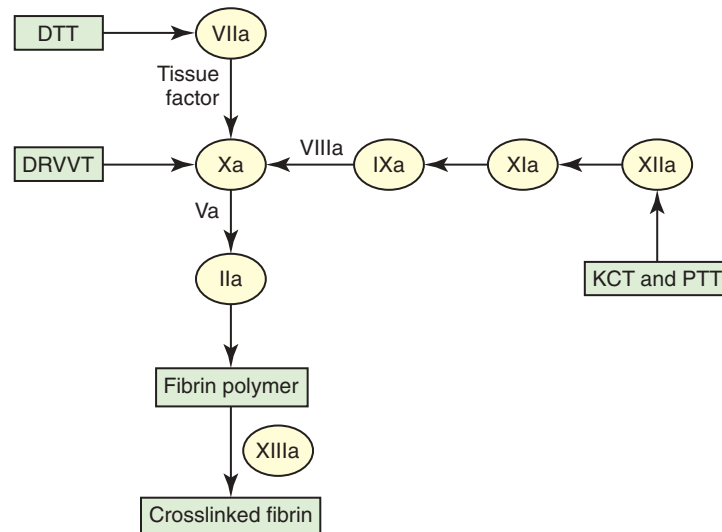 DTT
VIIa
Tissue
factor
DRVVT
Xa
VIIIa
IXa
XIa
XIIa
Va
IIa
KCT and PTT
Fibrin polymer
XIIIa
Crosslinked fibrin